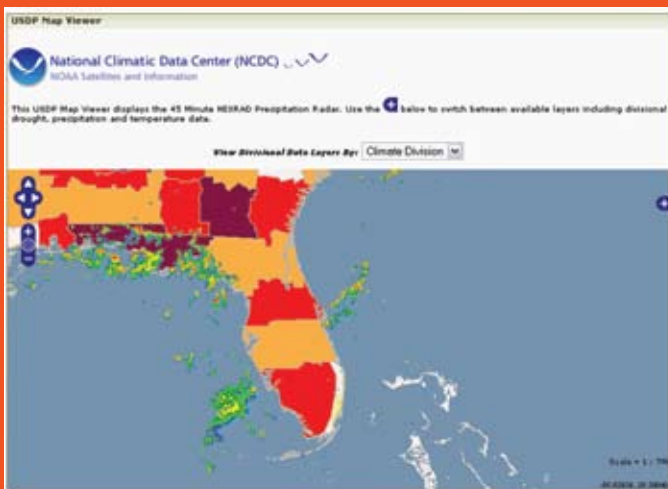 USDP Map Viewer
National Climatic Data Center (NCDC)
NOAA Satellites and Information
This USDP Map Viewer displays the 45 Minute NEXRAD Precipitation Radar. Use the below to switch between available layers including divisional
drought, precipitation and temperature data.
View Divisional Data Layers By: Climate Division
Scale = 1 :